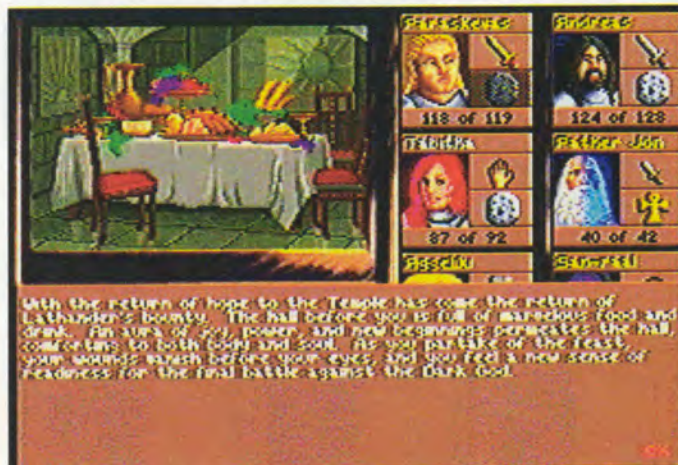 Paraskevas Andreas
118 of 119 124 of 128
Tabitha Father Jon
87 of 92 40 of 42
With the return of hope to the Temple has come the return of
Lathander's bounty. The hall before you is full of marvelous food and
drink. An aura of joy, power, and new beginnings permeates the hall,
comforting to both body and soul. As you partake of the feast,
your wounds vanish before your eyes, and you feel a new sense of
readiness for the final battle against the Dark God.
OK